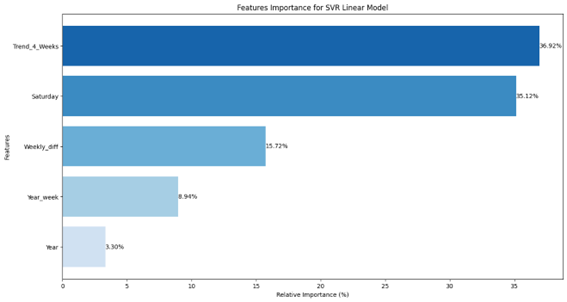 Features Importance for SVR Linear Model
Trend_4_Weeks
36.92%
Saturday
35.12%
Weekly_diff
15.72%
Year_week
8.94%
Year
3.30%
Features
0 5 10 15 20 25 30 35
Relative Importance (%)